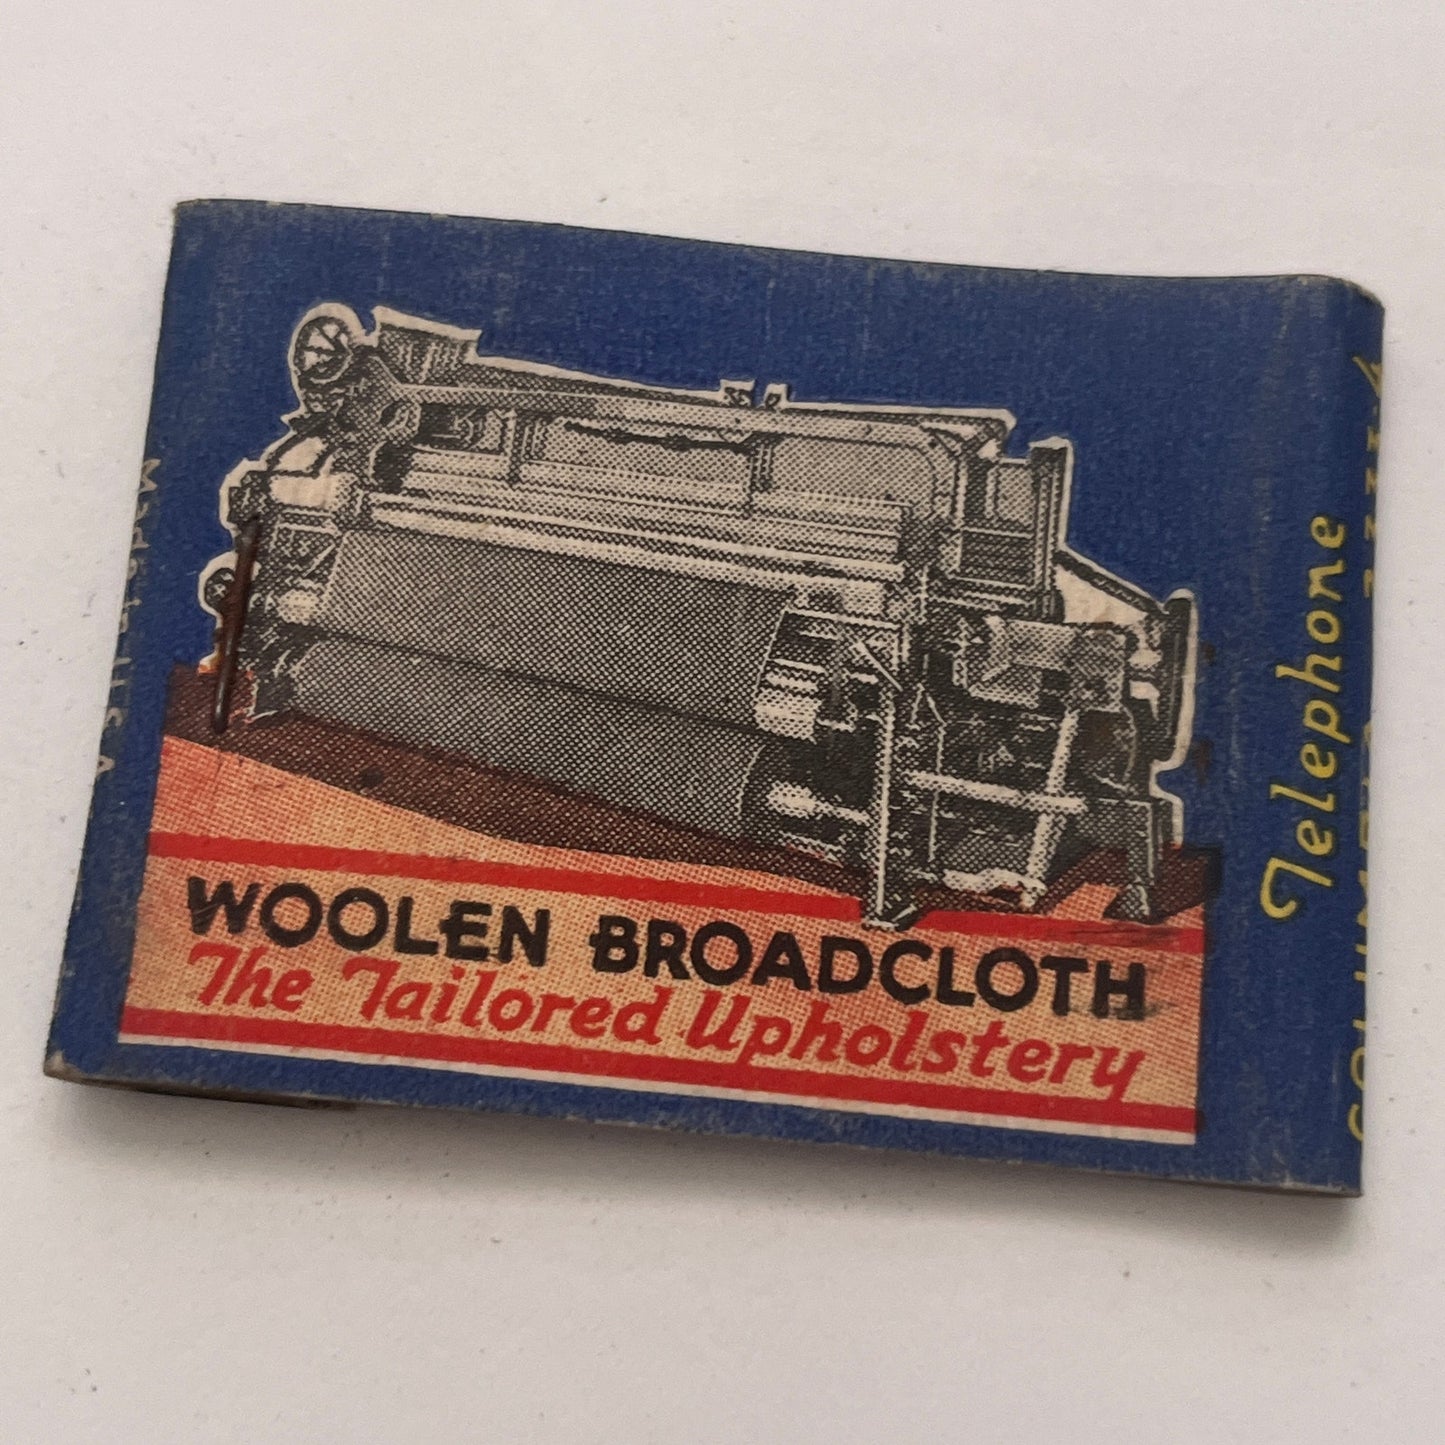 WOOLEN BROADCLOTH
The Tailored Upholstery
Telephone